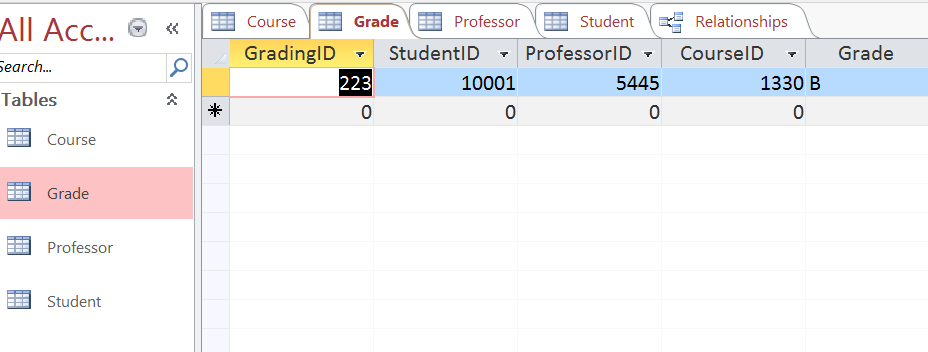 All Acc...
Search...
Tables
Course
Grade
Professor
Student
Course Grade Professor Student Relationships
GradingID StudentID ProfessorID CourseID Grade
223 10001 5445 1330 B
* 0 0 0 0